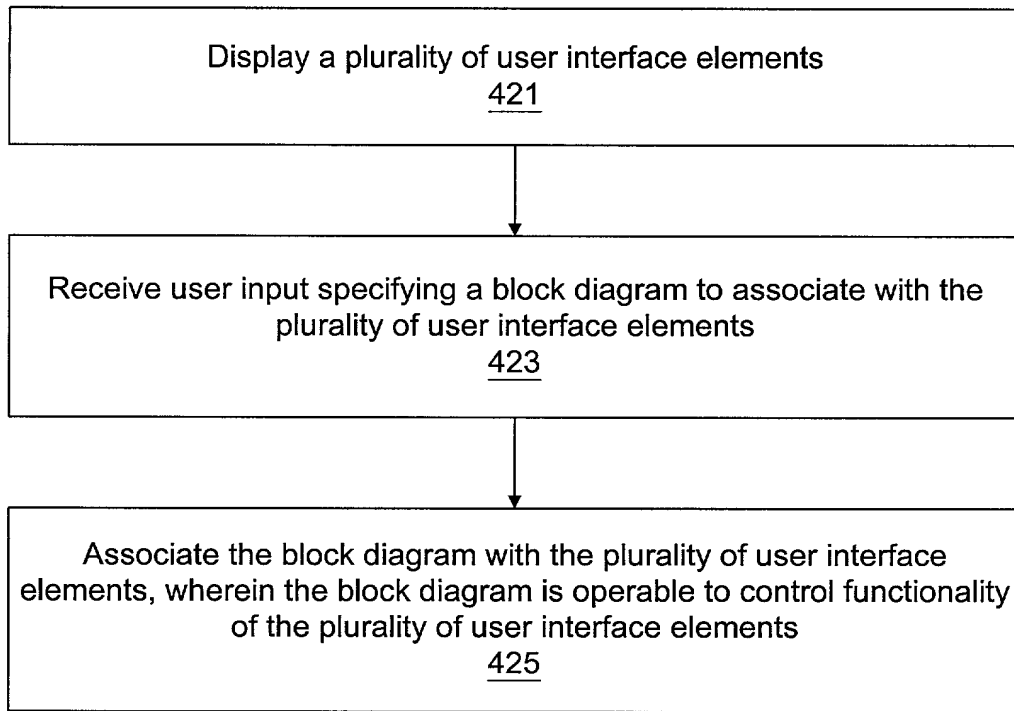 Display a plurality of user interface elements
421
Receive user input specifying a block diagram to associate with the
plurality of user interface elements
423
Associate the block diagram with the plurality of user interface
elements, wherein the block diagram is operable to control functionality
of the plurality of user interface elements
425